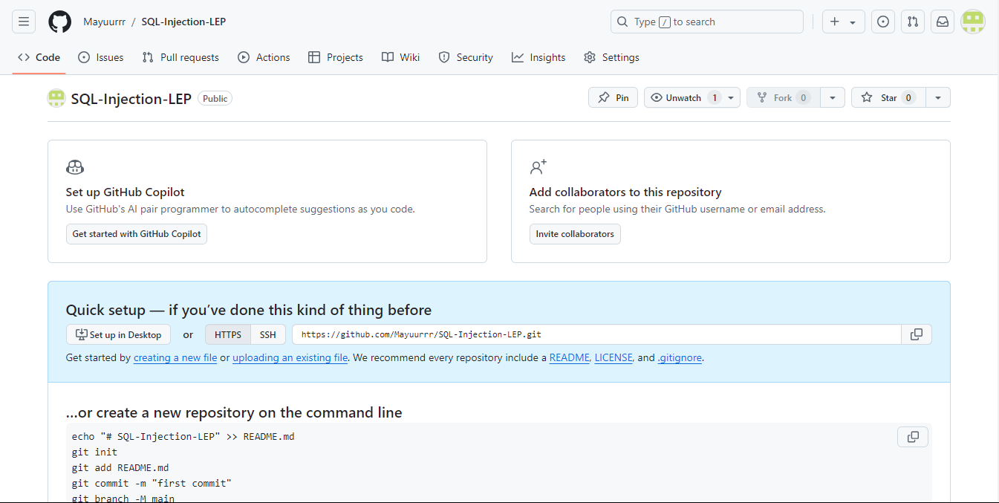 Mayuurrr / SQL-Injection-LEP
Type / to search
Code Issues Pull requests Actions Projects Wiki Security Insights Settings
SQL-Injection-LEP Public
Pin Unwatch 1 Fork 0 Star 0
Set up GitHub Copilot
Use GitHub's AI pair programmer to autocomplete suggestions as you code.
Get started with GitHub Copilot
Add collaborators to this repository
Search for people using their GitHub username or email address.
Invite collaborators
Quick setup — if you’ve done this kind of thing before
Set up in Desktop or HTTPS SSH https://github.com/Mayuurrr/SQL-Injection-LEP.git
Get started by creating a new file or uploading an existing file. We recommend every repository include a README, LICENSE, and .gitignore.
…or create a new repository on the command line
echo "# SQL-Injection-LEP" >> README.md
git init
git add README.md
git commit -m "first commit"
git branch -M main